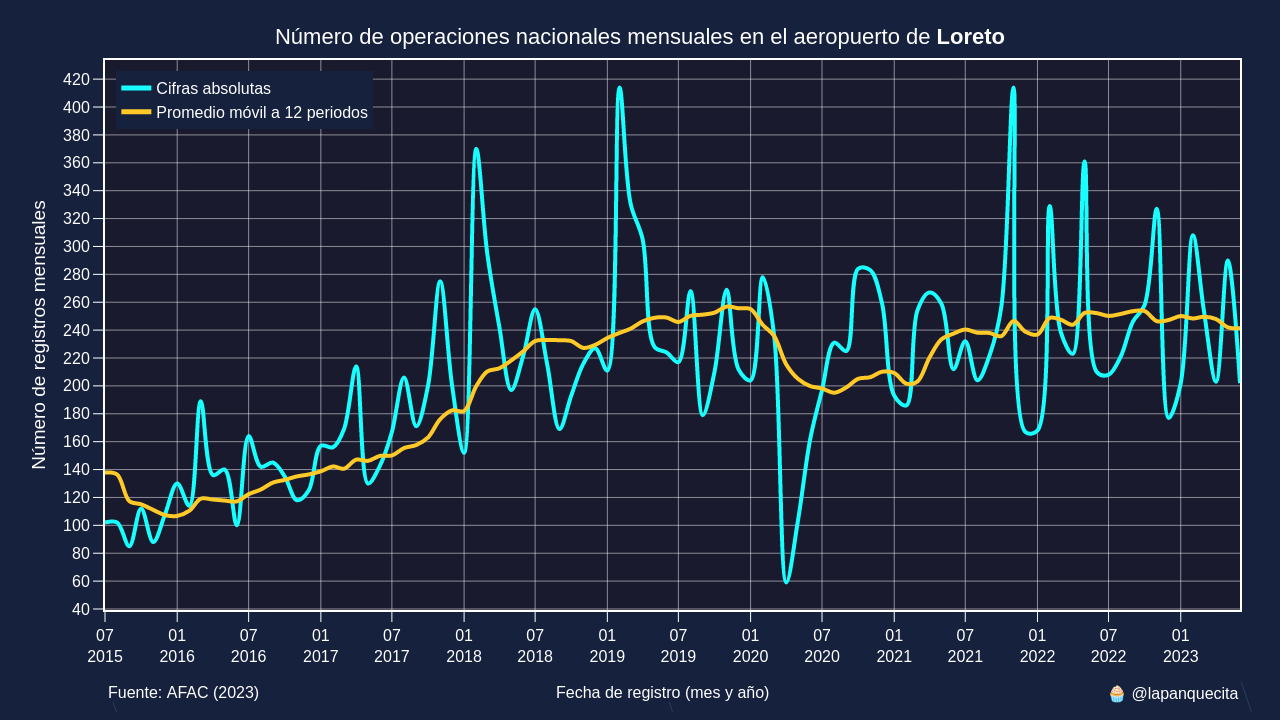 Número de operaciones nacionales mensuales en el aeropuerto de Loreto
Cifras absolutas
Promedio móvil a 12 periodos
Número de registros mensuales
420
400
380
360
340
320
300
280
260
240
220
200
180
160
140
120
100
80
60
40
07 01 07 01 07 01 07 01 07 01 07 01 07 01 07 01
2015 2016 2016 2017 2017 2018 2018 2019 2019 2020 2020 2021 2021 2022 2022 2023
Fuente: AFAC (2023) Fecha de registro (mes y año) 🧁 @lapanquecita